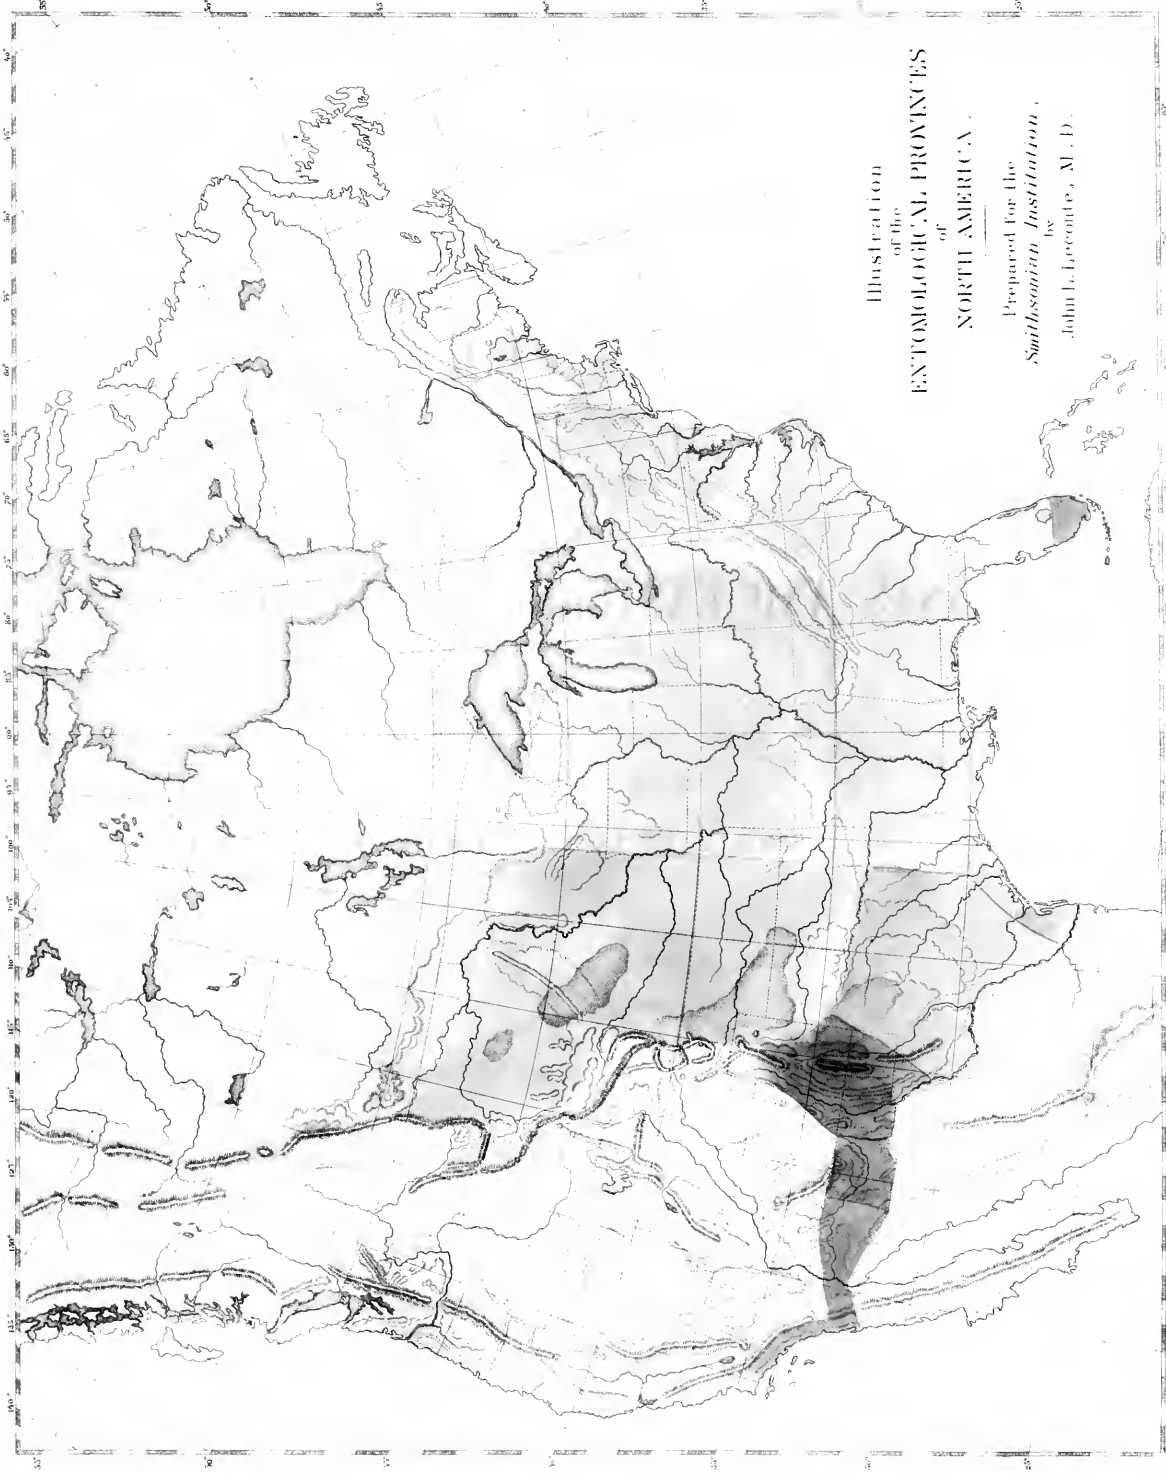 Illustration
of the
ENTOMOLOGICAL PROVINCES
of
NORTH AMERICA.
Prepared for the
Smithsonian Institution,
by
John L. Leconte, M. D.